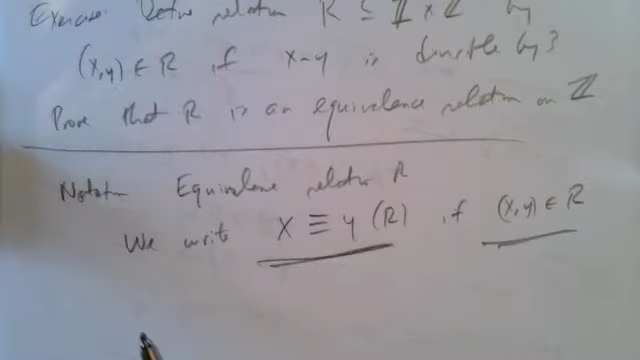 Exercise: Define relation R ⊆ ℤ × ℤ by
(x,y) ∈ R if x-y is divisible by 3
Prove that R is an equivalence relation on ℤ
Notation Equivalence relation R
We write x ≡ y (R) if (x,y) ∈ R